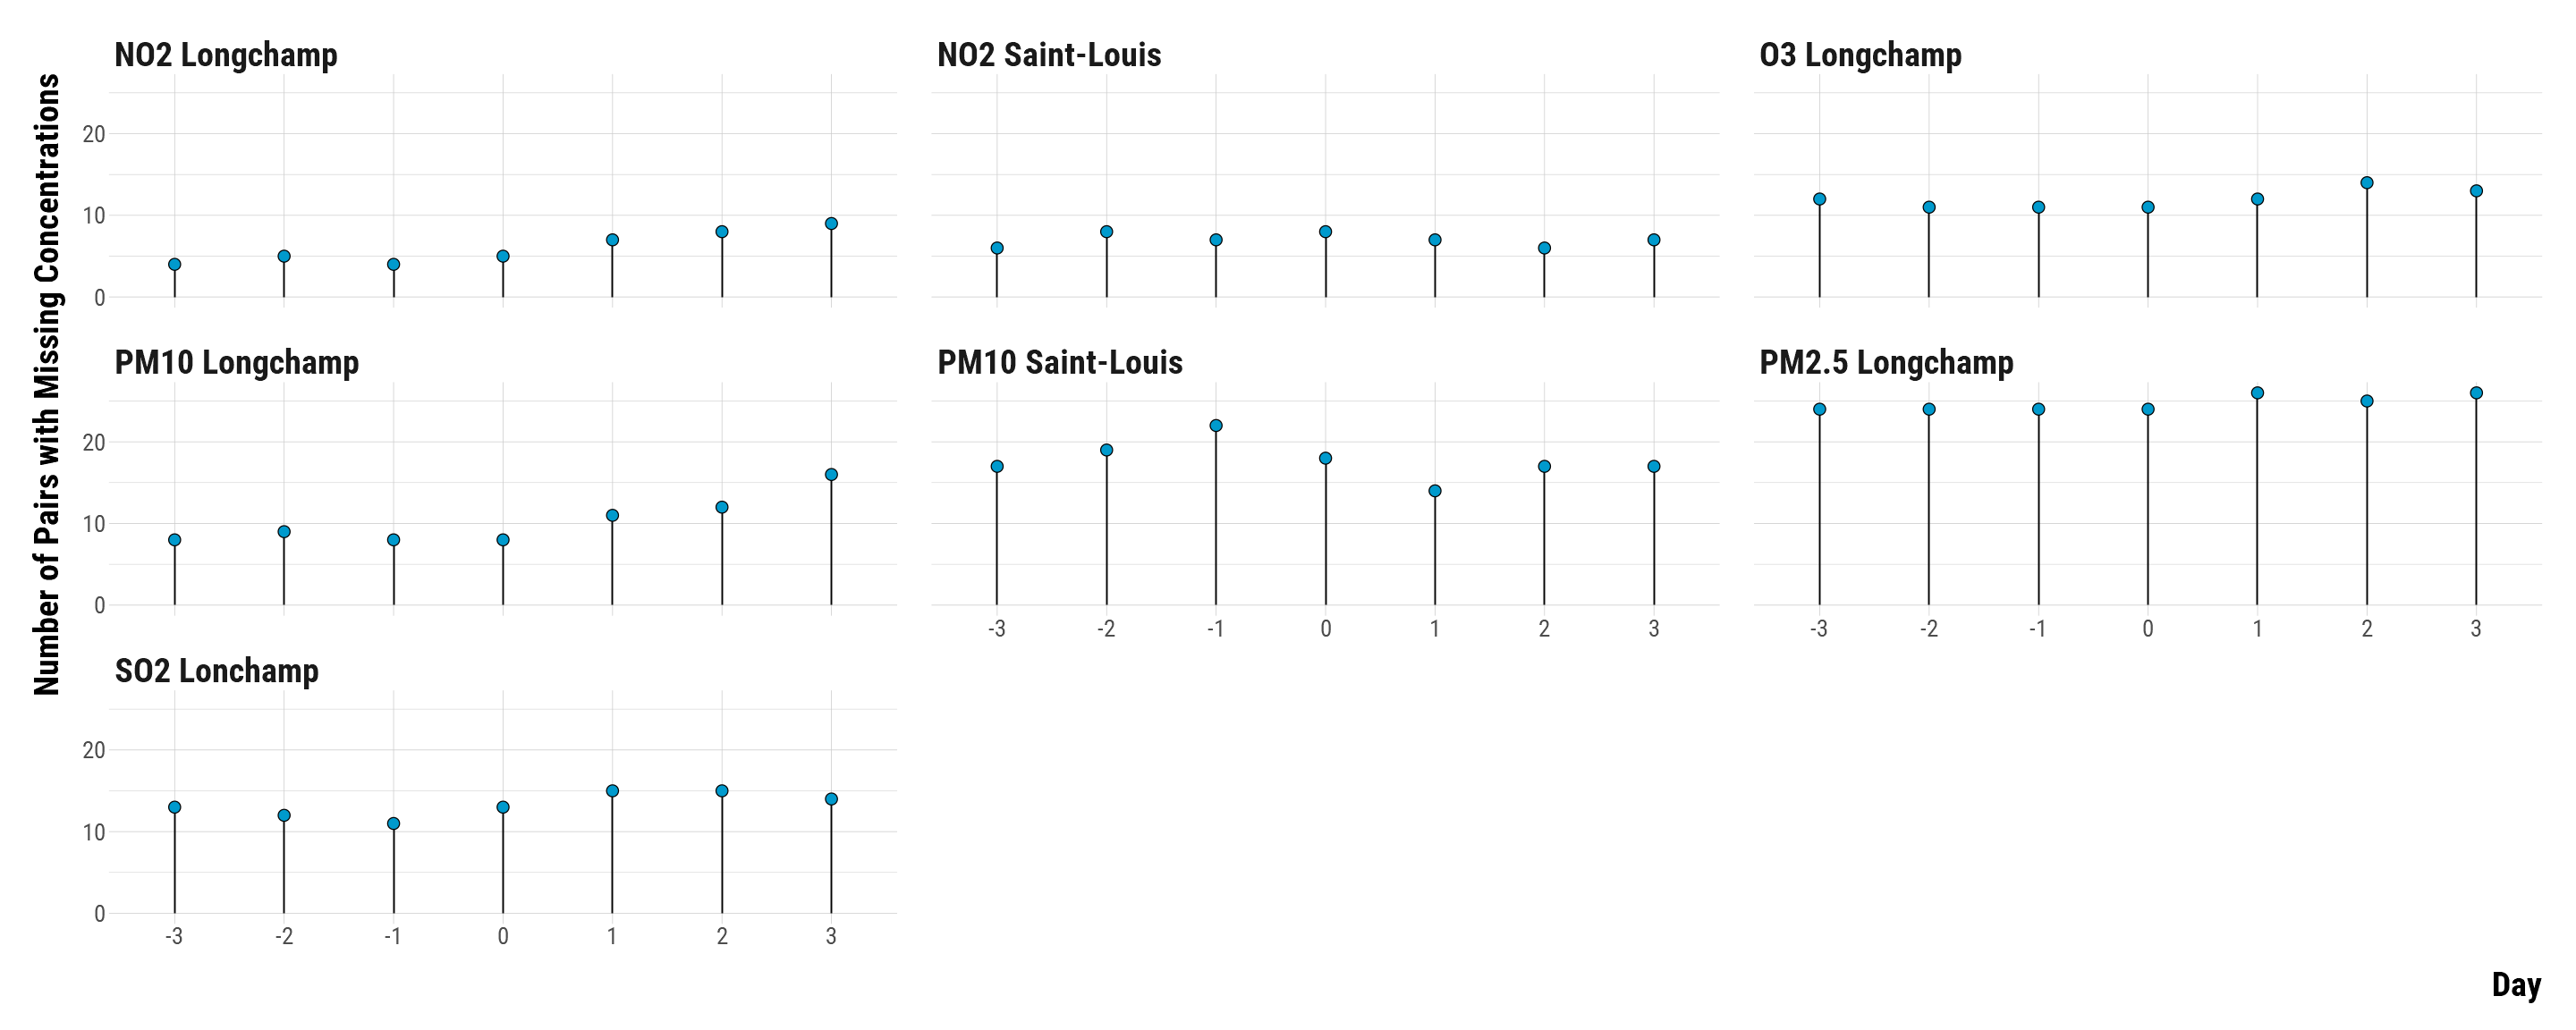 Number of Pairs with Missing Concentrations
NO2 Longchamp
NO2 Saint-Louis
O3 Longchamp
20
10
0
PM10 Longchamp
PM10 Saint-Louis
PM2.5 Longchamp
20
10
0
-3 -2 -1 0 1 2 3
-3 -2 -1 0 1 2 3
SO2 Lonchamp
20
10
0
-3 -2 -1 0 1 2 3
Day